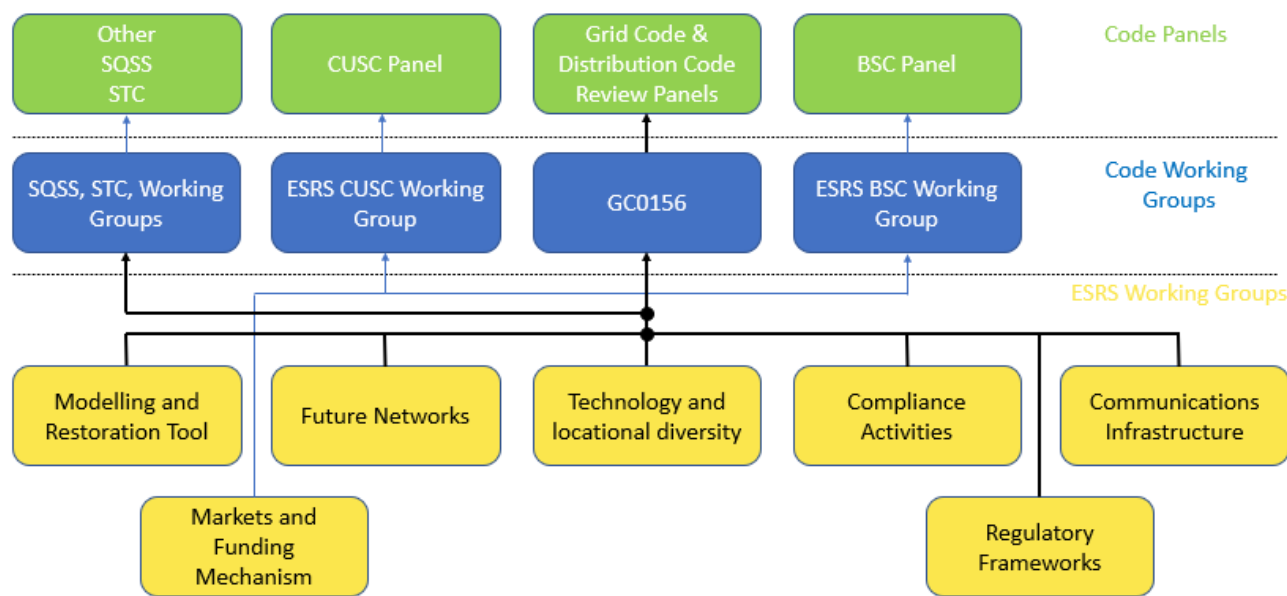 Other
SQSS
STC
CUSC Panel
Grid Code &
Distribution Code
Review Panels
BSC Panel
Code Panels
SQSS, STC, Working
Groups
ESRS CUSC Working
Group
GC0156
ESRS BSC Working
Group
Code Working
Groups
ESRS Working Groups
Modelling and
Restoration Tool
Future Networks
Technology and
locational diversity
Compliance
Activities
Communications
Infrastructure
Markets and
Funding
Mechanism
Regulatory
Frameworks